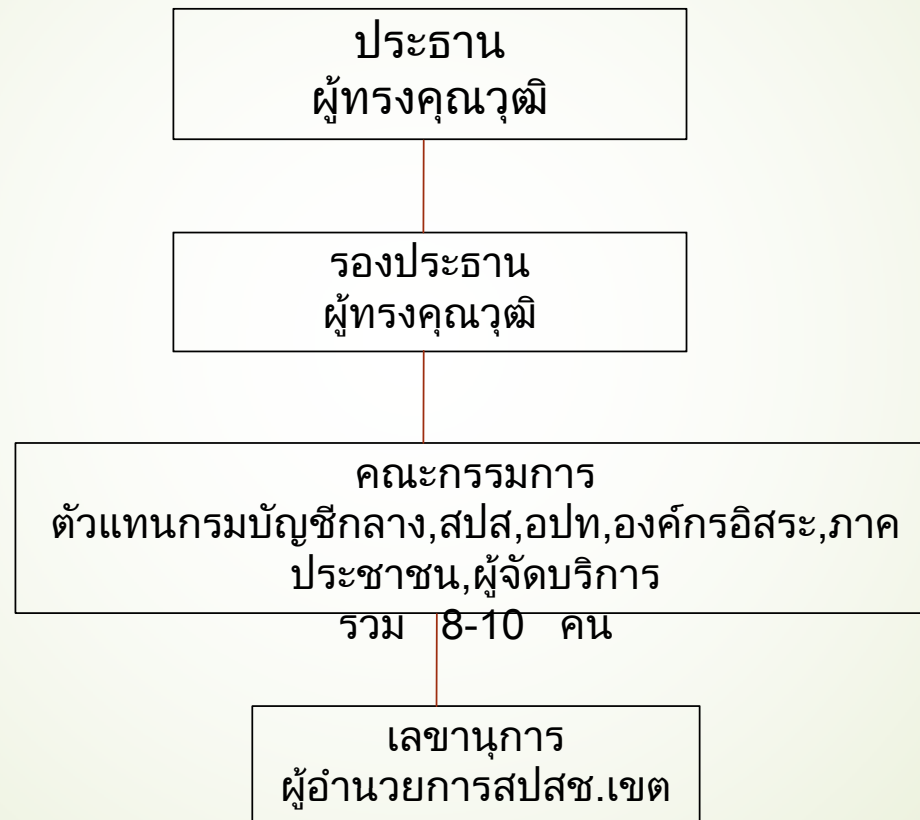 ประธาน
ผู้ทรงคุณวุฒิ
รองประธาน
ผู้ทรงคุณวุฒิ
คณะกรรมการ
ตัวแทนกรมบัญชีกลาง,สปส,อปท,องค์กรอิสระ,ภาค
ประชาชน,ผู้จัดบริการ
รวม 8-10 คน
เลขานุการ
ผู้อำนวยการสปสช.เขต